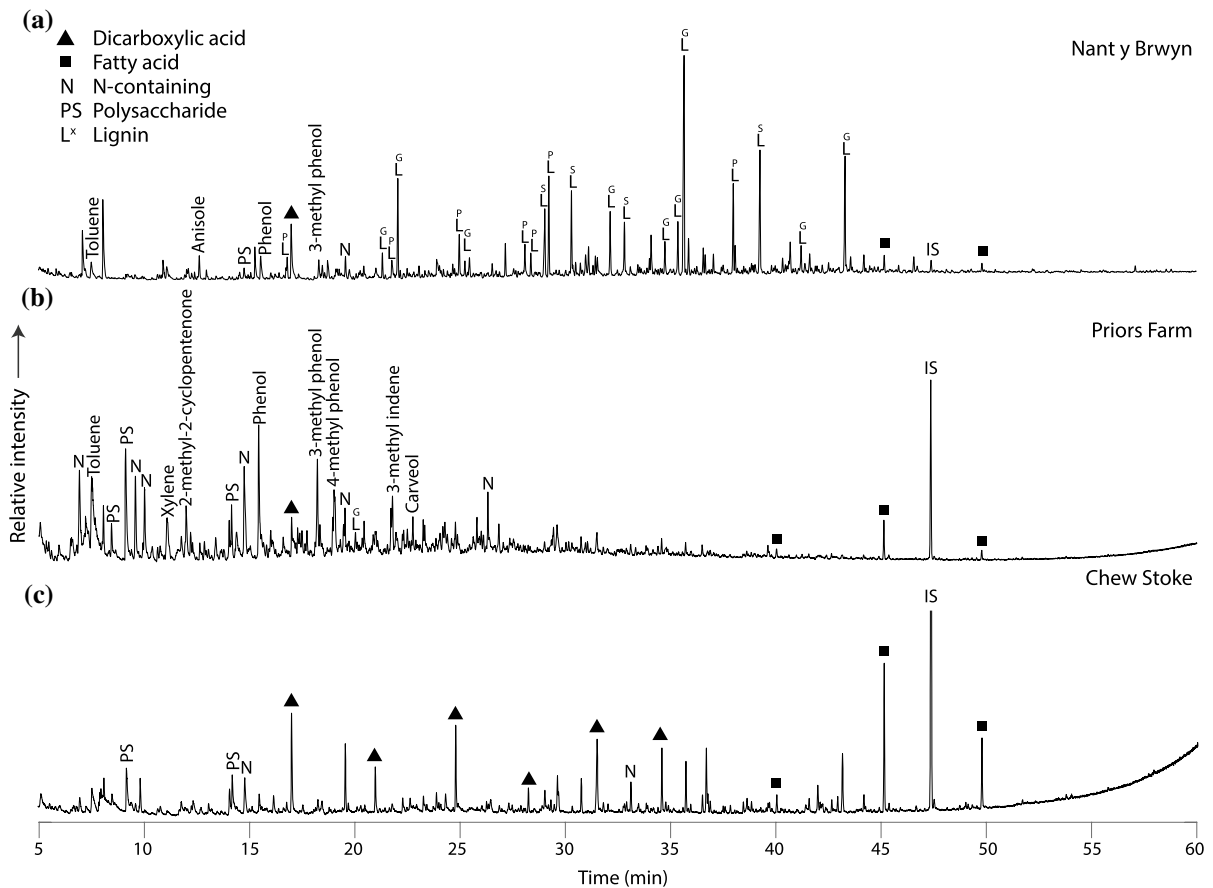 (a)
▲ Dicarboxylic acid
■ Fatty acid
N N-containing
PS Polysaccharide
Lˣ Lignin
Nant y Brwyn
Toluene
Anisole
PS
Phenol
L P
3-methyl phenol
N
L G
L P
L G
L P
L G
L P
L P
L S
L P
L S
L G
L S
L G
L G
L G
L P
L S
L G
L G
IS
(b)
Priors Farm
N
Toluene
PS
PS
N
N
Xylene
2-methyl-2-cyclopentenone
PS
N
Phenol
3-methyl phenol
4-methyl phenol
N
L G
3-methyl indene
Carveol
N
IS
Relative intensity
(c)
Chew Stoke
PS
PS
N
N
IS
5 10 15 20 25 30 35 40 45 50 55 60
Time (min)